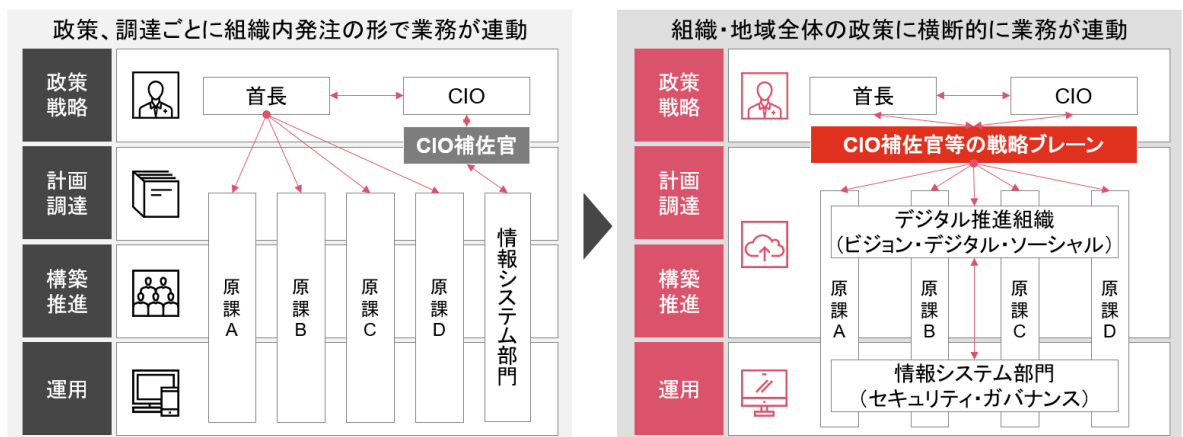 政策、調達ごとに組織内発注の形で業務が連動
政策
戦略
首長
CIO
CIO補佐官
計画
調達
構築
推進
運用
原課A
原課B
原課C
原課D
情報システム部門
組織・地域全体の政策に横断的に業務が連動
政策
戦略
首長
CIO
CIO補佐官等の戦略ブレーン
計画
調達
デジタル推進組織
(ビジョン・デジタル・ソーシャル)
構築
推進
原課A
原課B
原課C
原課D
運用
情報システム部門
(セキュリティ・ガバナンス)